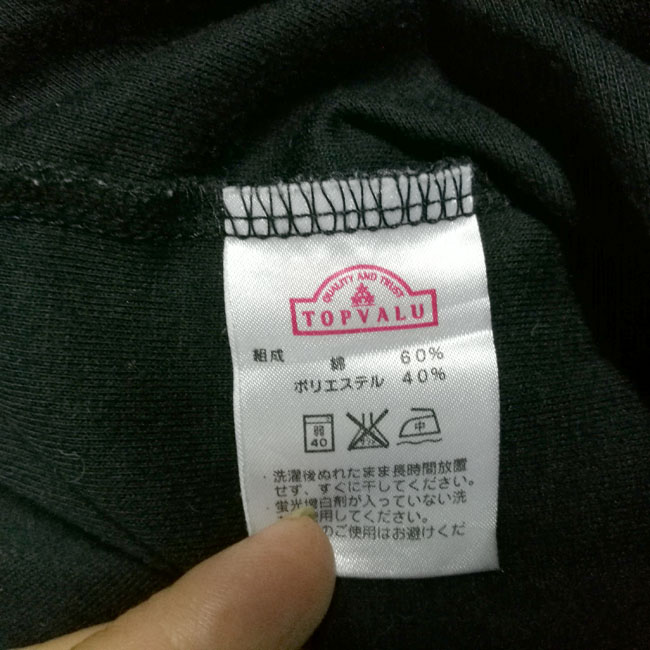 QUALITY AND TRUST
TOPVALU
組成 綿 60%
ポリエステル 40%
弱 40 中
・洗濯後ぬれたまま長時間放置
せず、すぐに干してください。
・蛍光増白剤が入っていない洗
用してください。
のご使用はお避けくだ